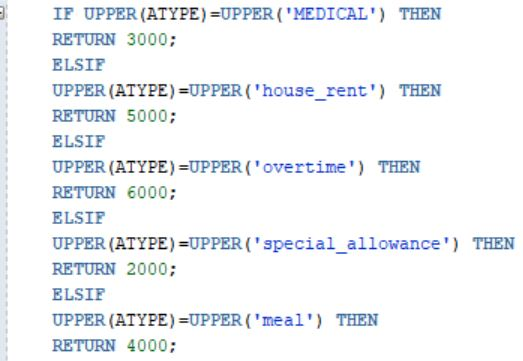 IF UPPER(ATYPE)=UPPER('MEDICAL') THEN
RETURN 3000;
ELSIF
UPPER(ATYPE)=UPPER('house_rent') THEN
RETURN 5000;
ELSIF
UPPER(ATYPE)=UPPER('overtime') THEN
RETURN 6000;
ELSIF
UPPER(ATYPE)=UPPER('special_allowance') THEN
RETURN 2000;
ELSIF
UPPER(ATYPE)=UPPER('meal') THEN
RETURN 4000;